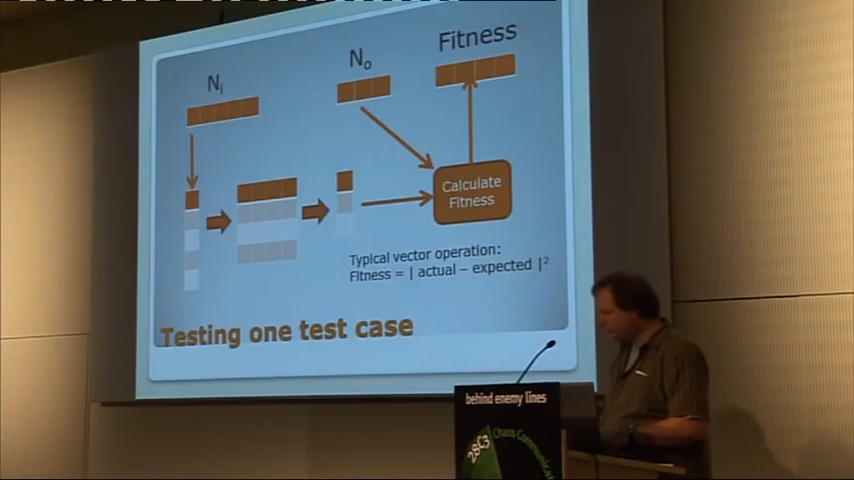 Nᵢ
Nₒ
Fitness
Calculate
Fitness
Typical vector operation:
Fitness = | actual – expected |²
Testing one test case
behind enemy lines
28C3
Chaos Communicat